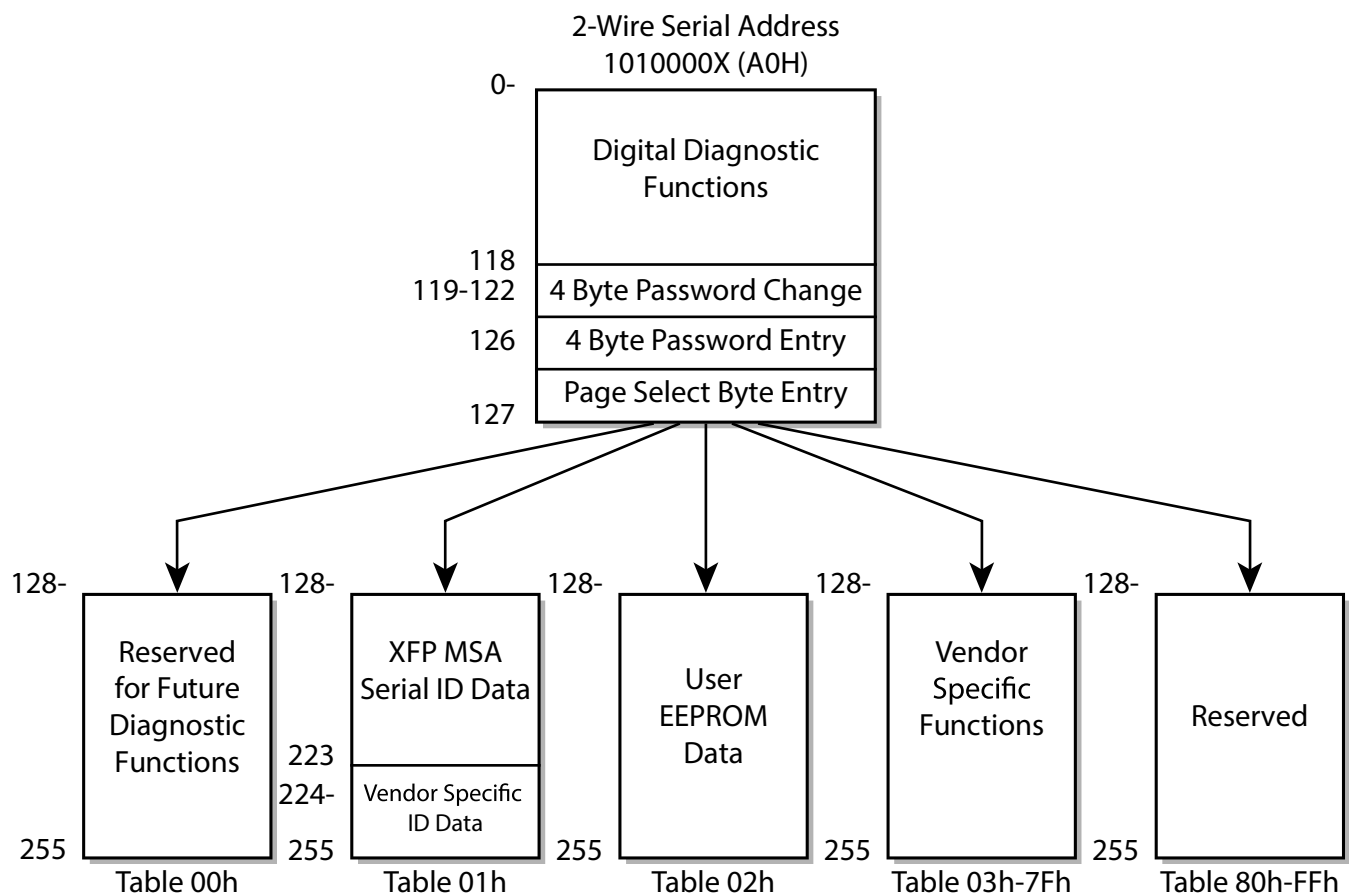 2-Wire Serial Address
1010000X (A0H)
0-
Digital Diagnostic
Functions
118
119-122
4 Byte Password Change
126
4 Byte Password Entry
Page Select Byte Entry
127
128-
Reserved
for Future
Diagnostic
Functions
255
Table 00h
128-
XFP MSA
Serial ID Data
223
224-
Vendor Specific
ID Data
255
Table 01h
128-
User
EEPROM
Data
255
Table 02h
128-
Vendor
Specific
Functions
255
Table 03h-7Fh
128-
Reserved
255
Table 80h-FFh